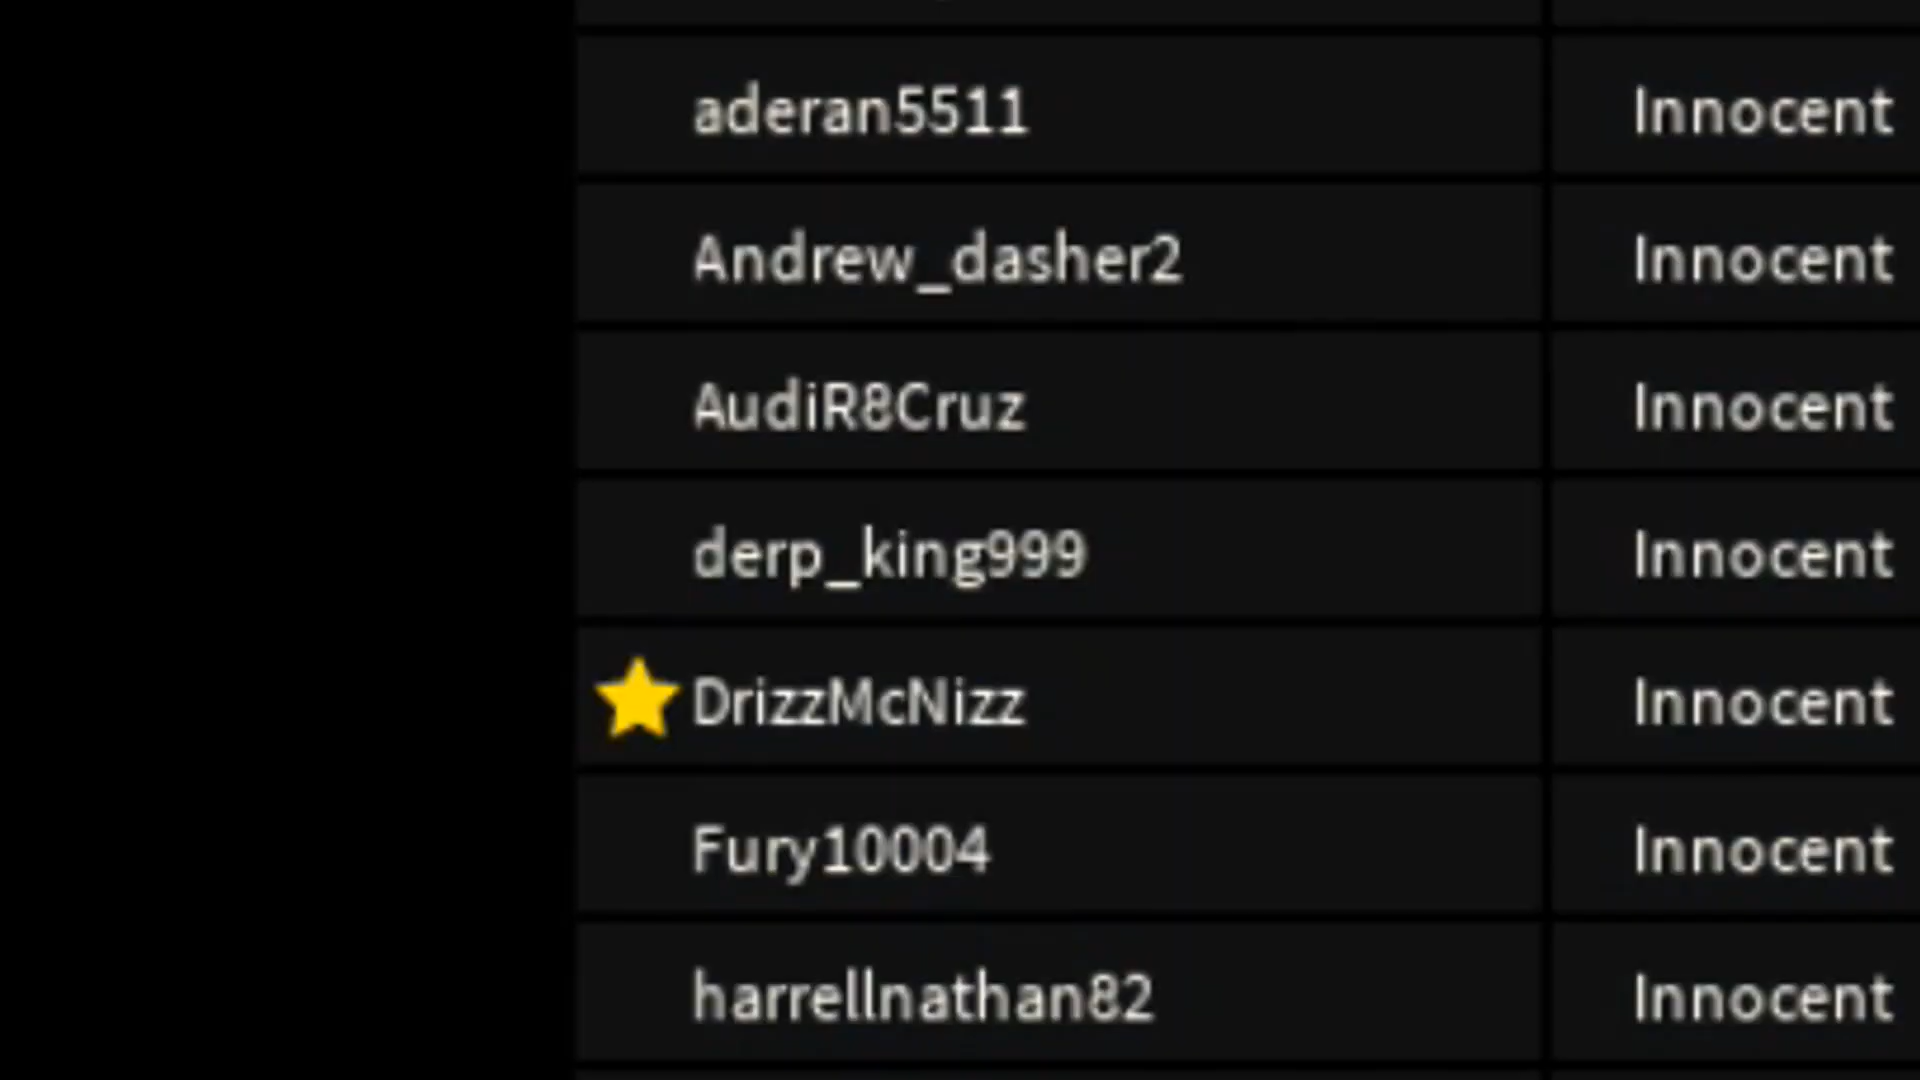 aderan5511 Innocent
Andrew_dasher2 Innocent
AudiR8Cruz Innocent
derp_king999 Innocent
DrizzMcNizz Innocent
Fury10004 Innocent
harrellnathan82 Innocent